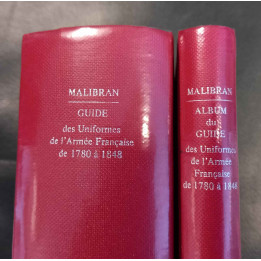 MALIBRAN
GUIDE
des Uniformes
de l'Armée Française
de 1780 à 1848
MALIBRAN
ALBUM
du
GUIDE
des Uniformes
de l'Armée
Française
de 1780 à 1848